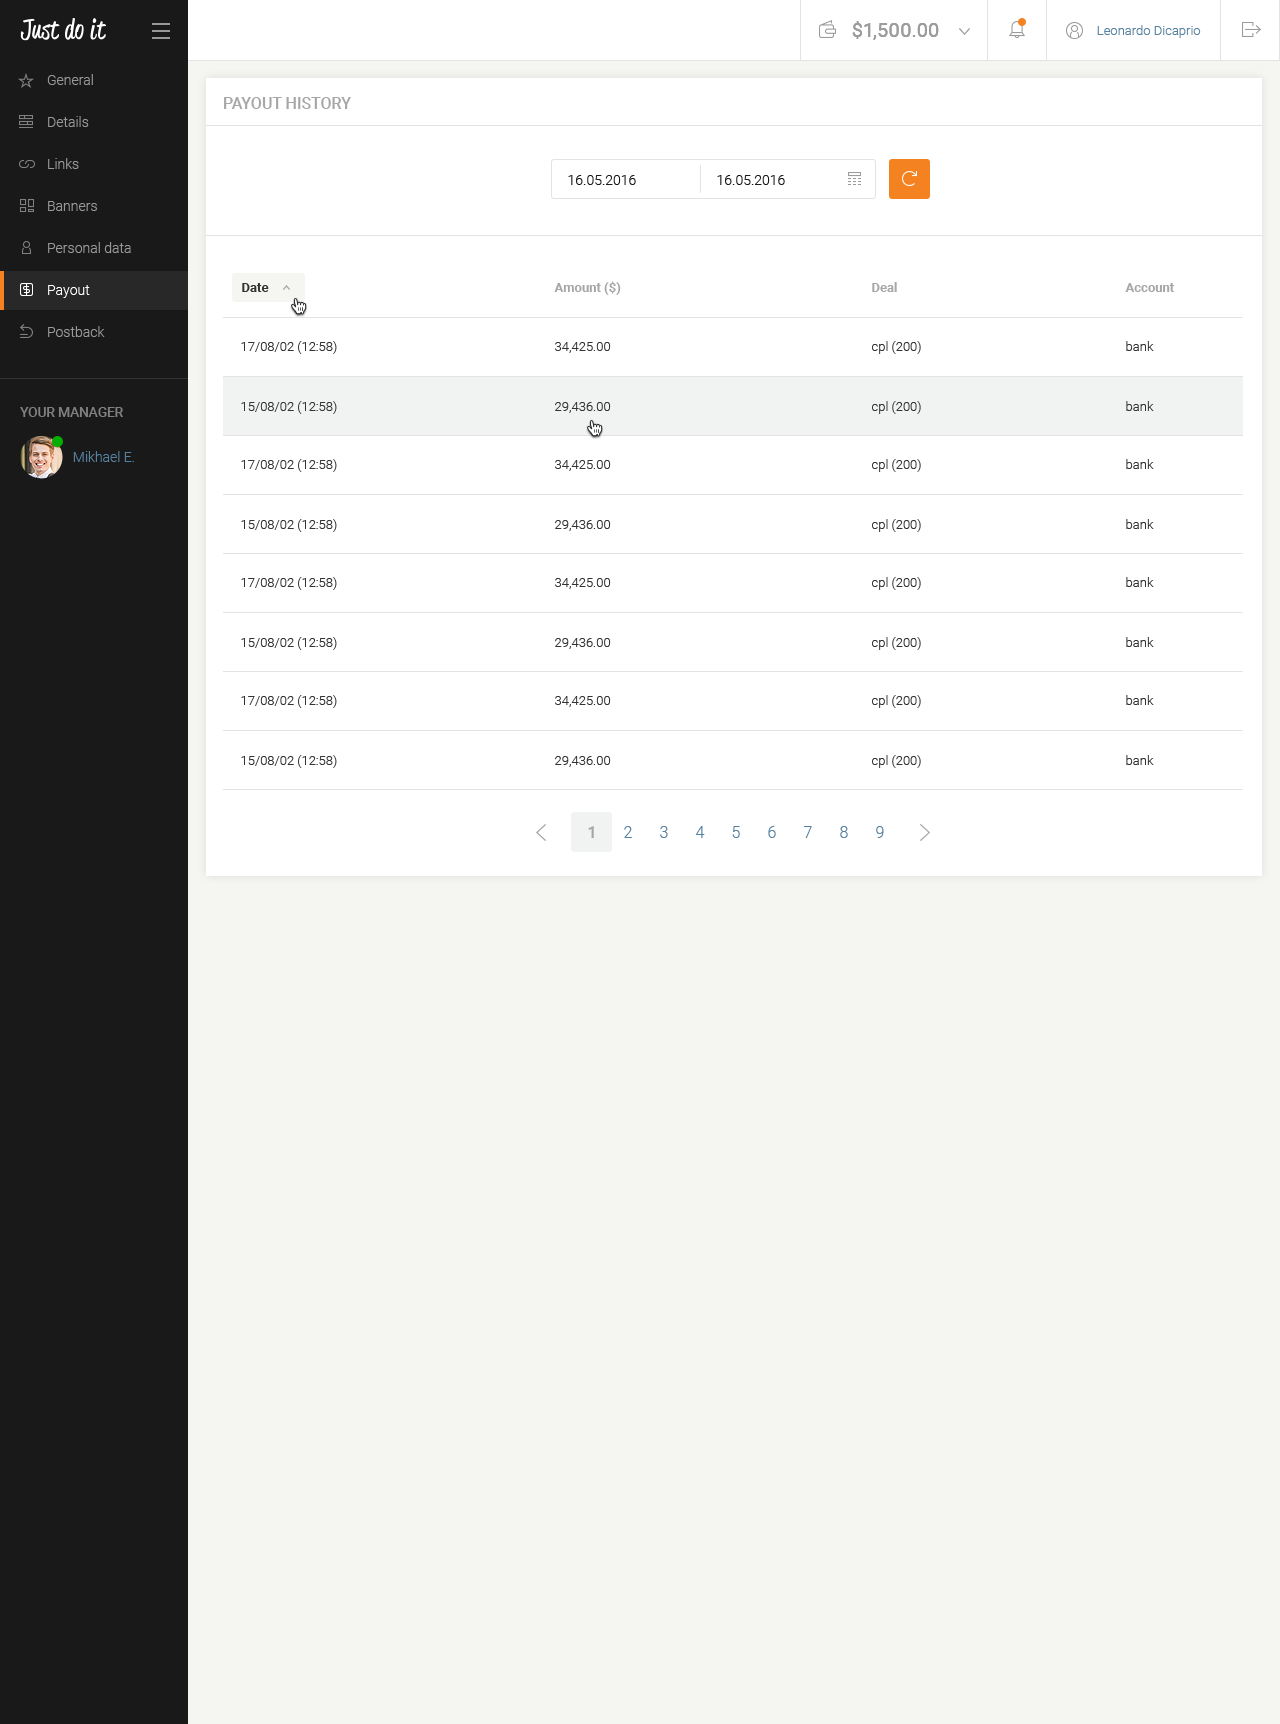 Just do it
$1,500.00
Leonardo Dicaprio
General
Details
Links
Banners
Personal data
Payout
Postback
YOUR MANAGER
Mikhael E.
PAYOUT HISTORY
16.05.2016 16.05.2016
Date Amount ($) Deal Account
17/08/02 (12:58) 34,425.00 cpl (200) bank
15/08/02 (12:58) 29,436.00 cpl (200) bank
17/08/02 (12:58) 34,425.00 cpl (200) bank
15/08/02 (12:58) 29,436.00 cpl (200) bank
17/08/02 (12:58) 34,425.00 cpl (200) bank
15/08/02 (12:58) 29,436.00 cpl (200) bank
17/08/02 (12:58) 34,425.00 cpl (200) bank
15/08/02 (12:58) 29,436.00 cpl (200) bank
1 2 3 4 5 6 7 8 9